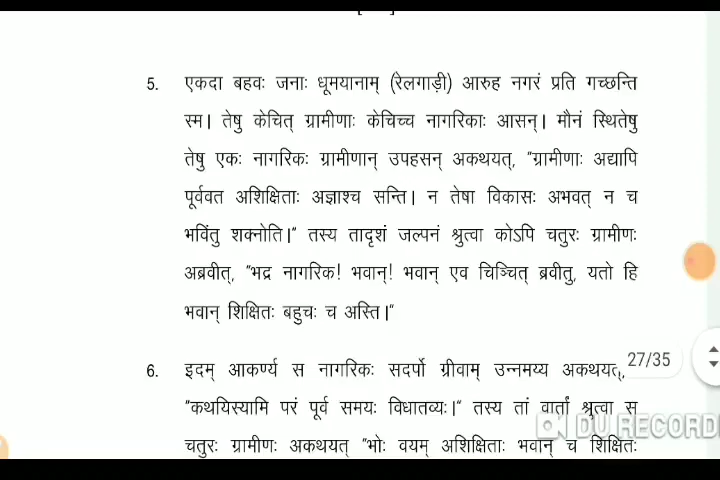 5. एकदा बहवः जनाः धूमयानाम् (रेलगाड़ी) आरुह नगरं प्रति गच्छन्ति
स्म। तेषु केचित् ग्रामीणाः केचिच्च नागरिकाः आसन्। मौनं स्थितेषु
तेषु एकः नागरिकः ग्रामीणान् उपहसन् अकथयत्, "ग्रामीणाः अद्यापि
पूर्ववत अशिक्षिताः अज्ञाश्च सन्ति। न तेषा विकासः अभवत् न च
भविंतु शक्नोति।" तस्य तादृशं जल्पनं श्रुत्वा कोऽपि चतुरः ग्रामीणः
अब्रवीत्, "भद्र नागरिक! भवान्! भवान् एव चिञ्चित् ब्रवीतु, यतो हि
भवान् शिक्षितः बहुचः च अस्ति।"
6. इदम् आकर्ण्य स नागरिकः सदर्पो ग्रीवाम् उन्नमय्य अकथयत्,
27/35
"कथयिस्यामि परं पूर्व समयः विधातव्यः।" तस्य तां वार्तां श्रुत्वा स
DU RECORD
चतुरः ग्रामीणः अकथयत् "भोः वयम् अशिक्षिताः भवान् च शिक्षितः